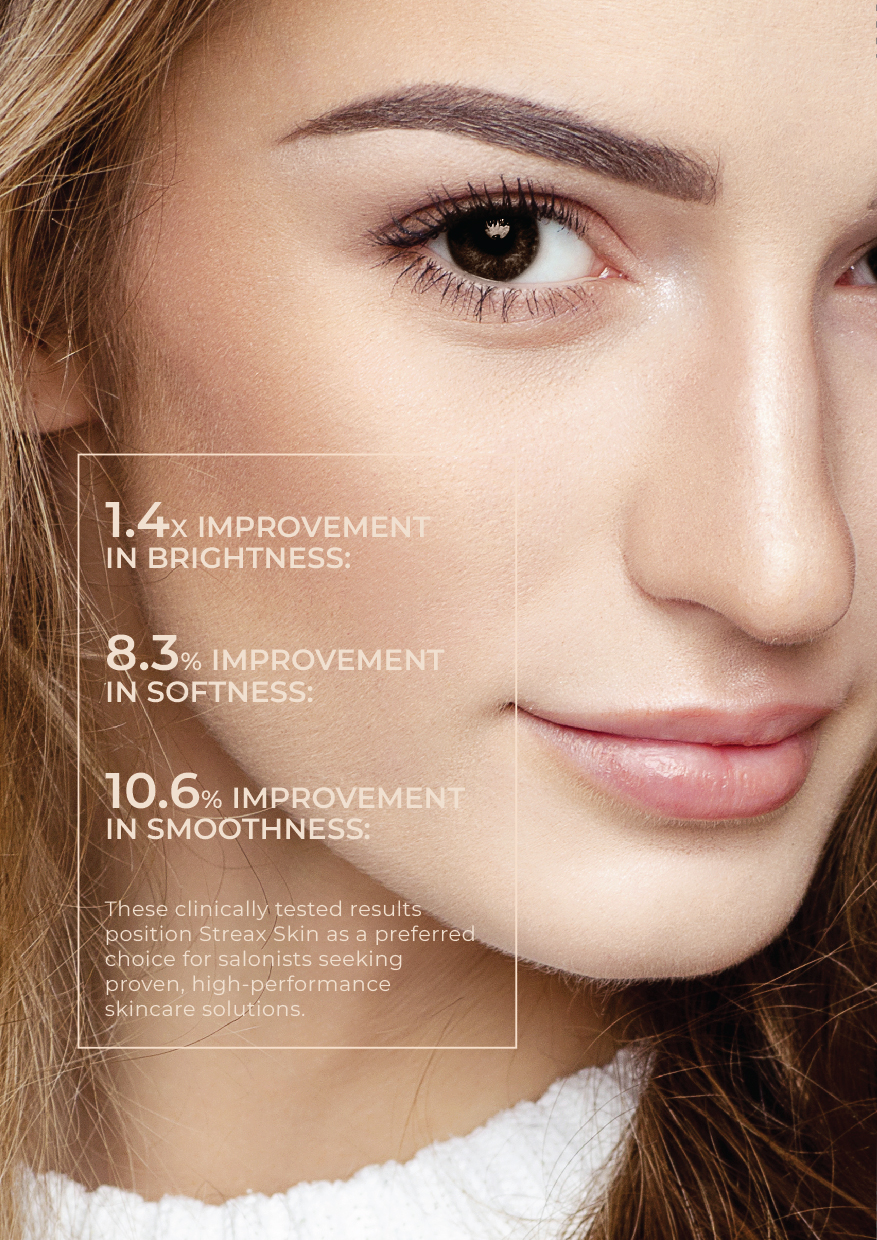 1.4x IMPROVEMENT
IN BRIGHTNESS:
8.3% IMPROVEMENT
IN SOFTNESS:
10.6% IMPROVEMENT
IN SMOOTHNESS:
These clinically tested results
position Streax Skin as a preferred
choice for salonists seeking
proven, high-performance
skincare solutions.